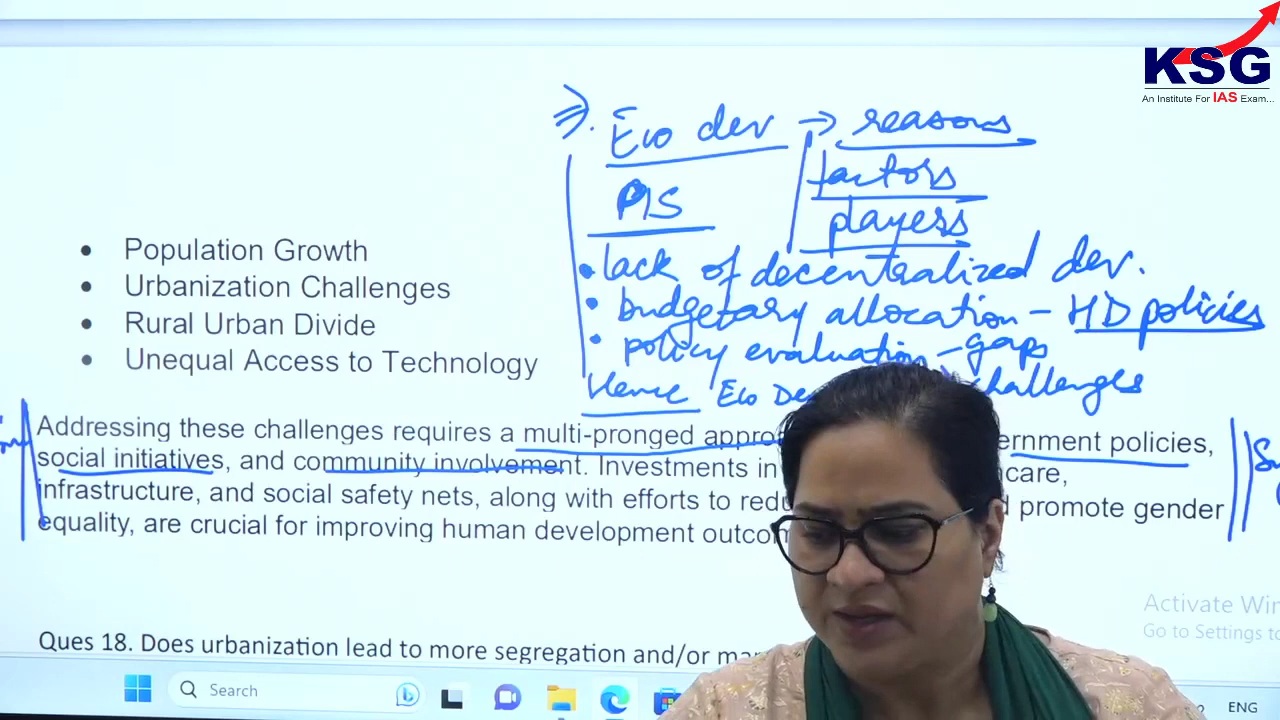 KSG
An Institute For IAS Exam...
⇒. Eco dev → reasons
factors
PIS
players
• lack of decentralized dev.
• budgetary allocation - HD policies
• policy evaluation - gaps
Hence Eco De challenges
• Population Growth
• Urbanization Challenges
• Rural Urban Divide
• Unequal Access to Technology
Addressing these challenges requires a multi-pronged appro ernment policies,
social initiatives, and community involvement. Investments in care,
infrastructure, and social safety nets, along with efforts to redu d promote gender
equality, are crucial for improving human development outcom
Activate Win
Go to Settings to
Ques 18. Does urbanization lead to more segregation and/or mar
Search
ENG